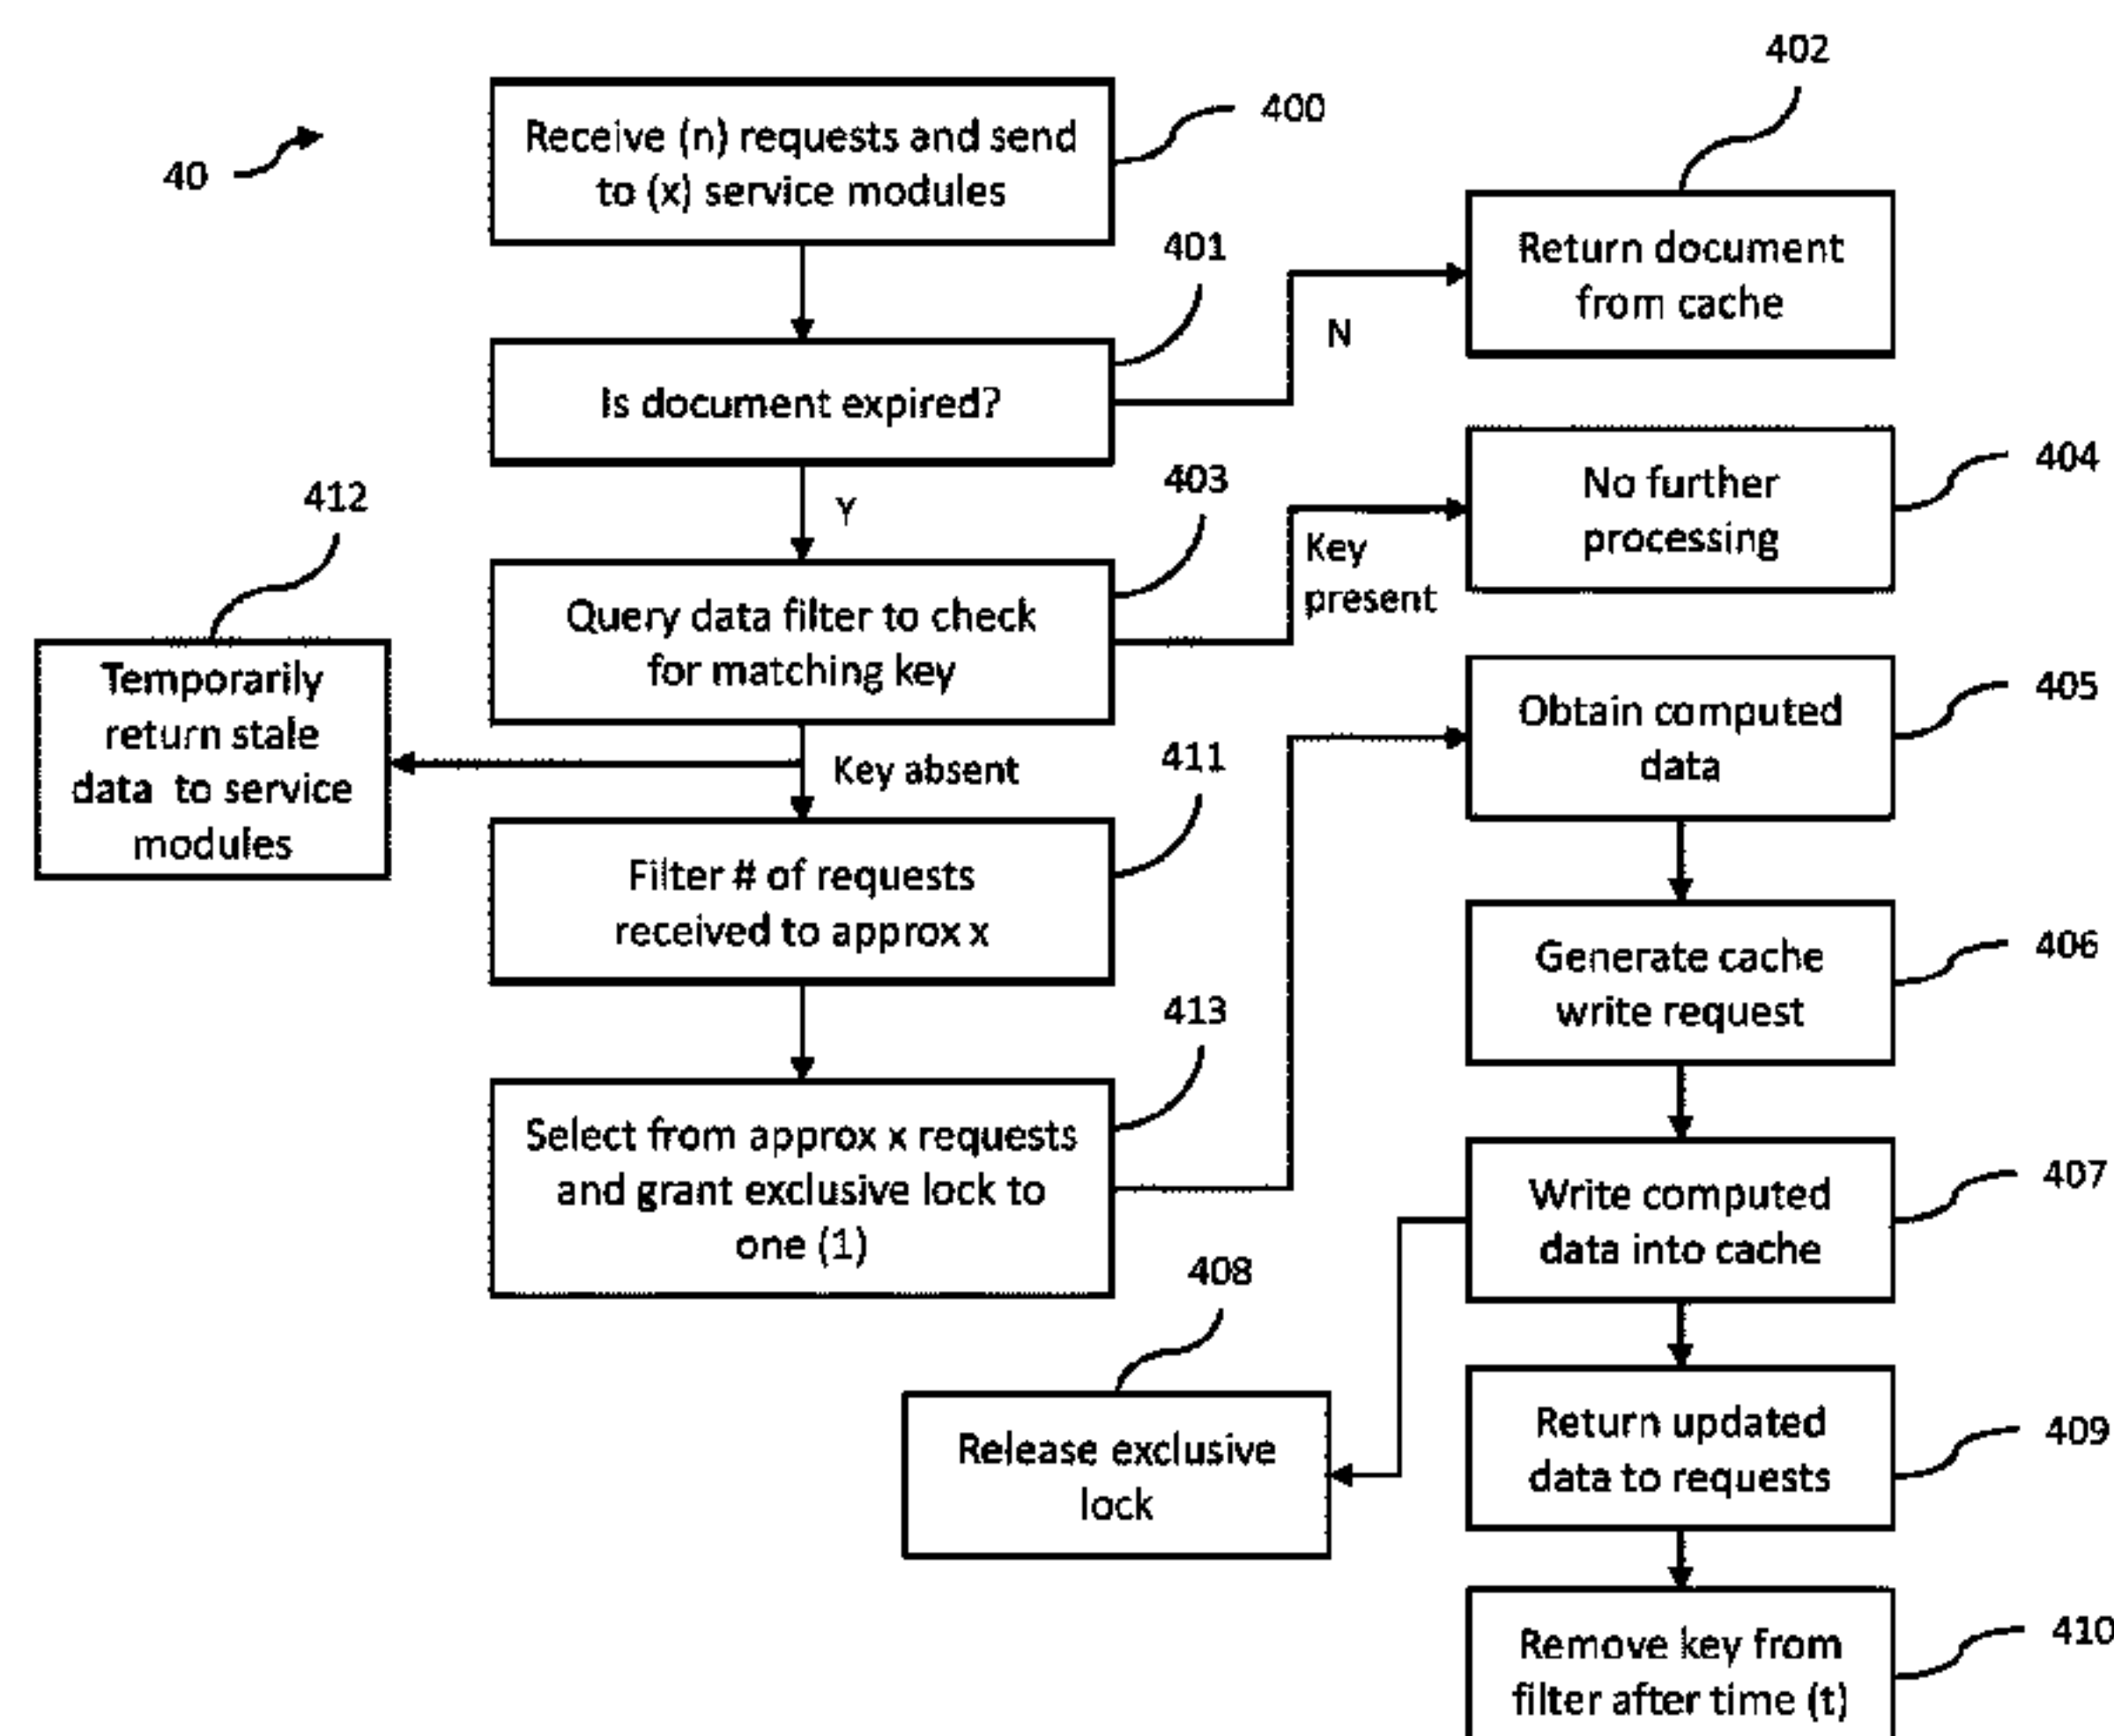 40
Receive (n) requests and send
to (x) service modules
400
401
Is document expired?
N
402
Return document
from cache
Y
403
Query data filter to check
for matching key
Key
present
404
No further
processing
412
Temporarily
return stale
data to service
modules
Key absent
411
Filter # of requests
received to approx x
413
Select from approx x requests
and grant exclusive lock to
one (1)
405
Obtain computed
data
406
Generate cache
write request
407
Write computed
data into cache
408
Release exclusive
lock
409
Return updated
data to requests
410
Remove key from
filter after time (t)